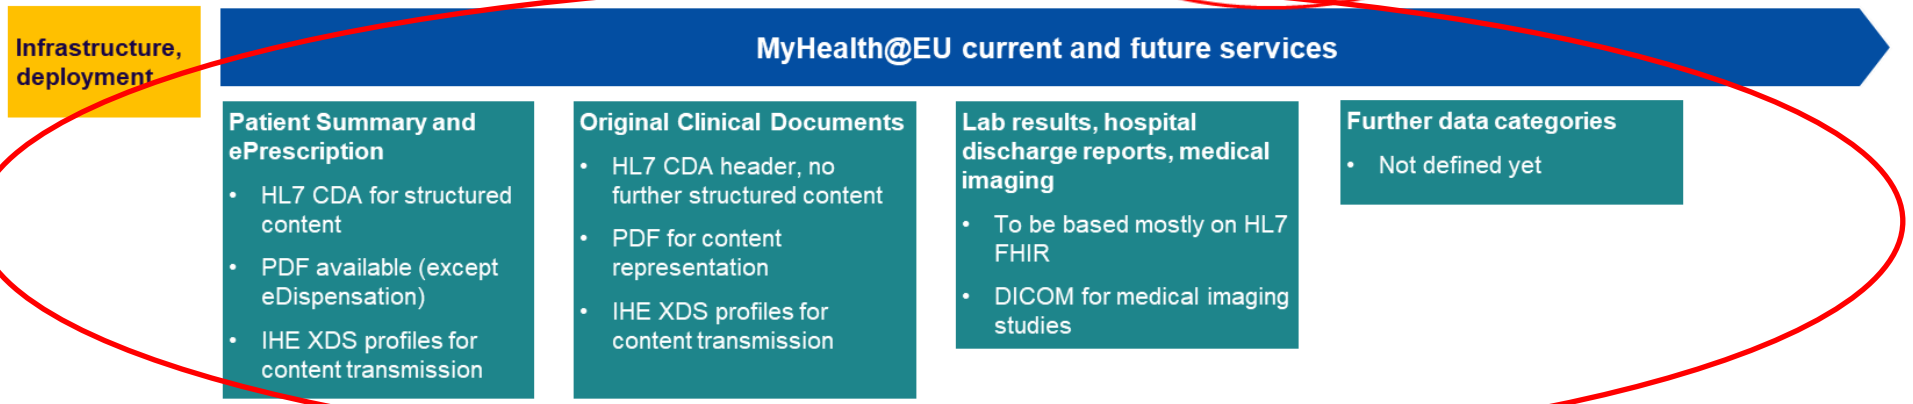 Infrastructure,
deployment
MyHealth@EU current and future services
Patient Summary and
ePrescription
• HL7 CDA for structured
content
• PDF available (except
eDispensation)
• IHE XDS profiles for
content transmission
Original Clinical Documents
• HL7 CDA header, no
further structured content
• PDF for content
representation
• IHE XDS profiles for
content transmission
Lab results, hospital
discharge reports, medical
imaging
• To be based mostly on HL7
FHIR
• DICOM for medical imaging
studies
Further data categories
• Not defined yet